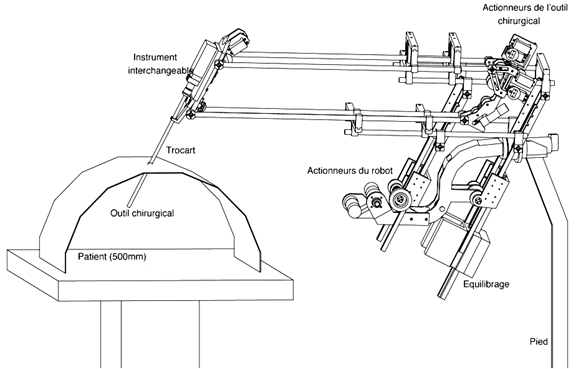 Actionneurs de l'outil
chirurgical
Instrument
interchangeable
Trocart
Actionneurs du robot
Outil chirurgical
Patient (500mm)
Equilibrage
Pied